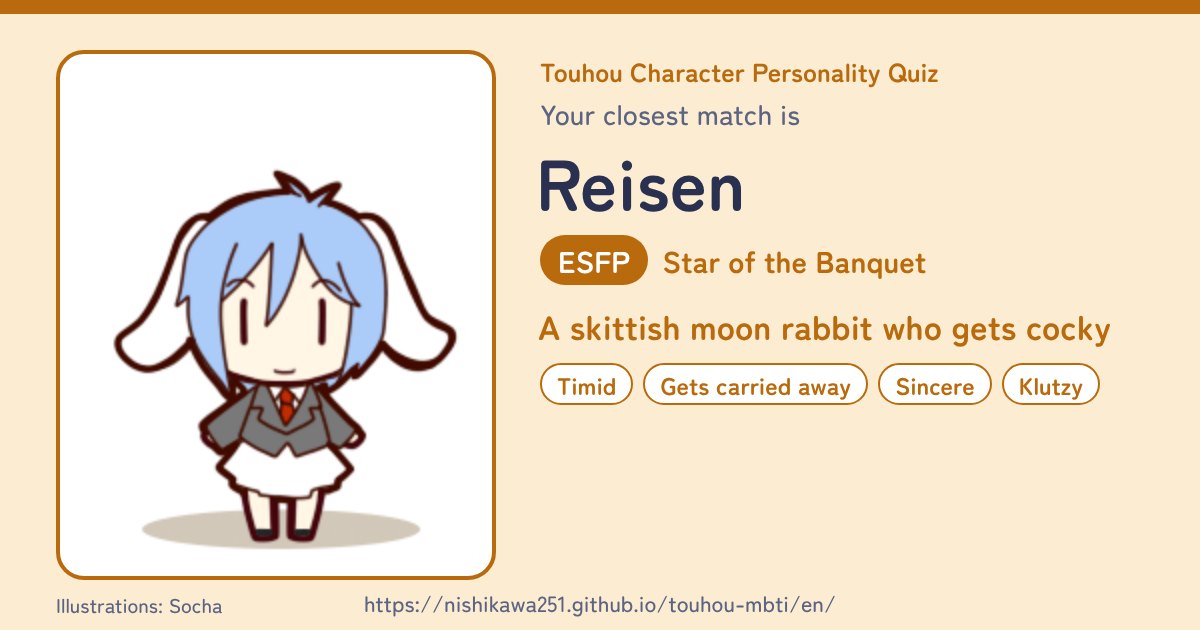 Touhou Character Personality Quiz
Your closest match is
Reisen
ESFP Star of the Banquet
A skittish moon rabbit who gets cocky
Timid Gets carried away Sincere Klutzy
Illustrations: Socha https://nishikawa251.github.io/touhou-mbti/en/